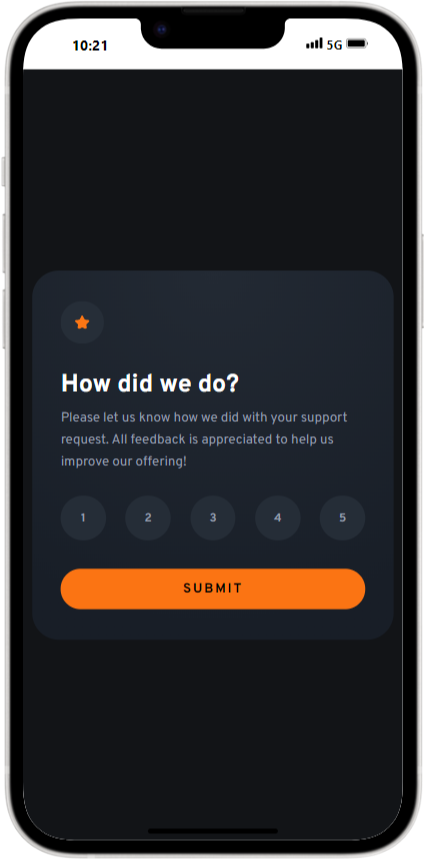 10:21 5G
How did we do?
Please let us know how we did with your support
request. All feedback is appreciated to help us
improve our offering!
1 2 3 4 5
SUBMIT